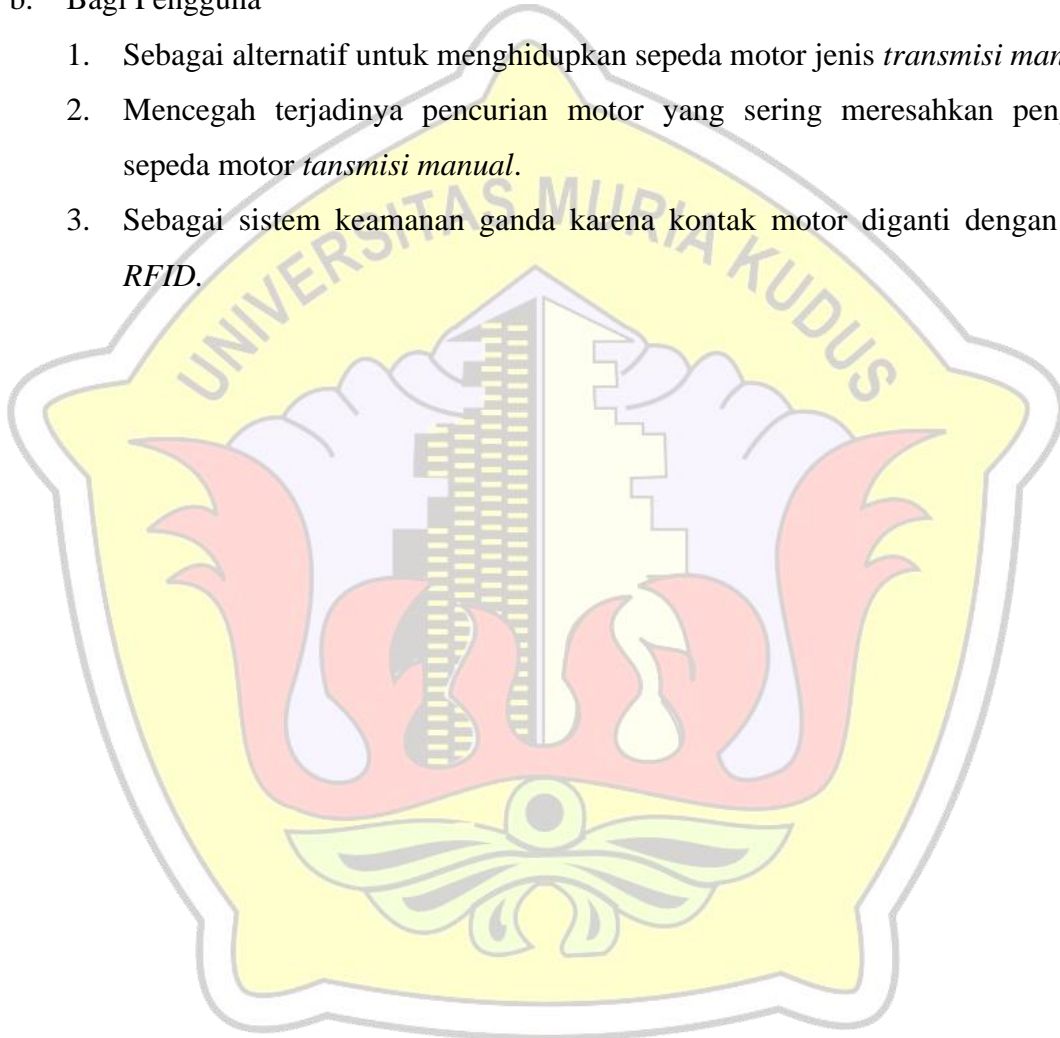 b. Bagi Pengguna
1. Sebagai alternatif untuk menghidupkan sepeda motor jenis transmisi
2. Mencegah terjadinya pencurian motor yang sering meresahkan
sepeda motor tansmisi manual.
3. Sebagai sistem keamanan ganda karena kontak motor diganti dengan
RFID.
UNIVERSITAS MURIA KUDUS